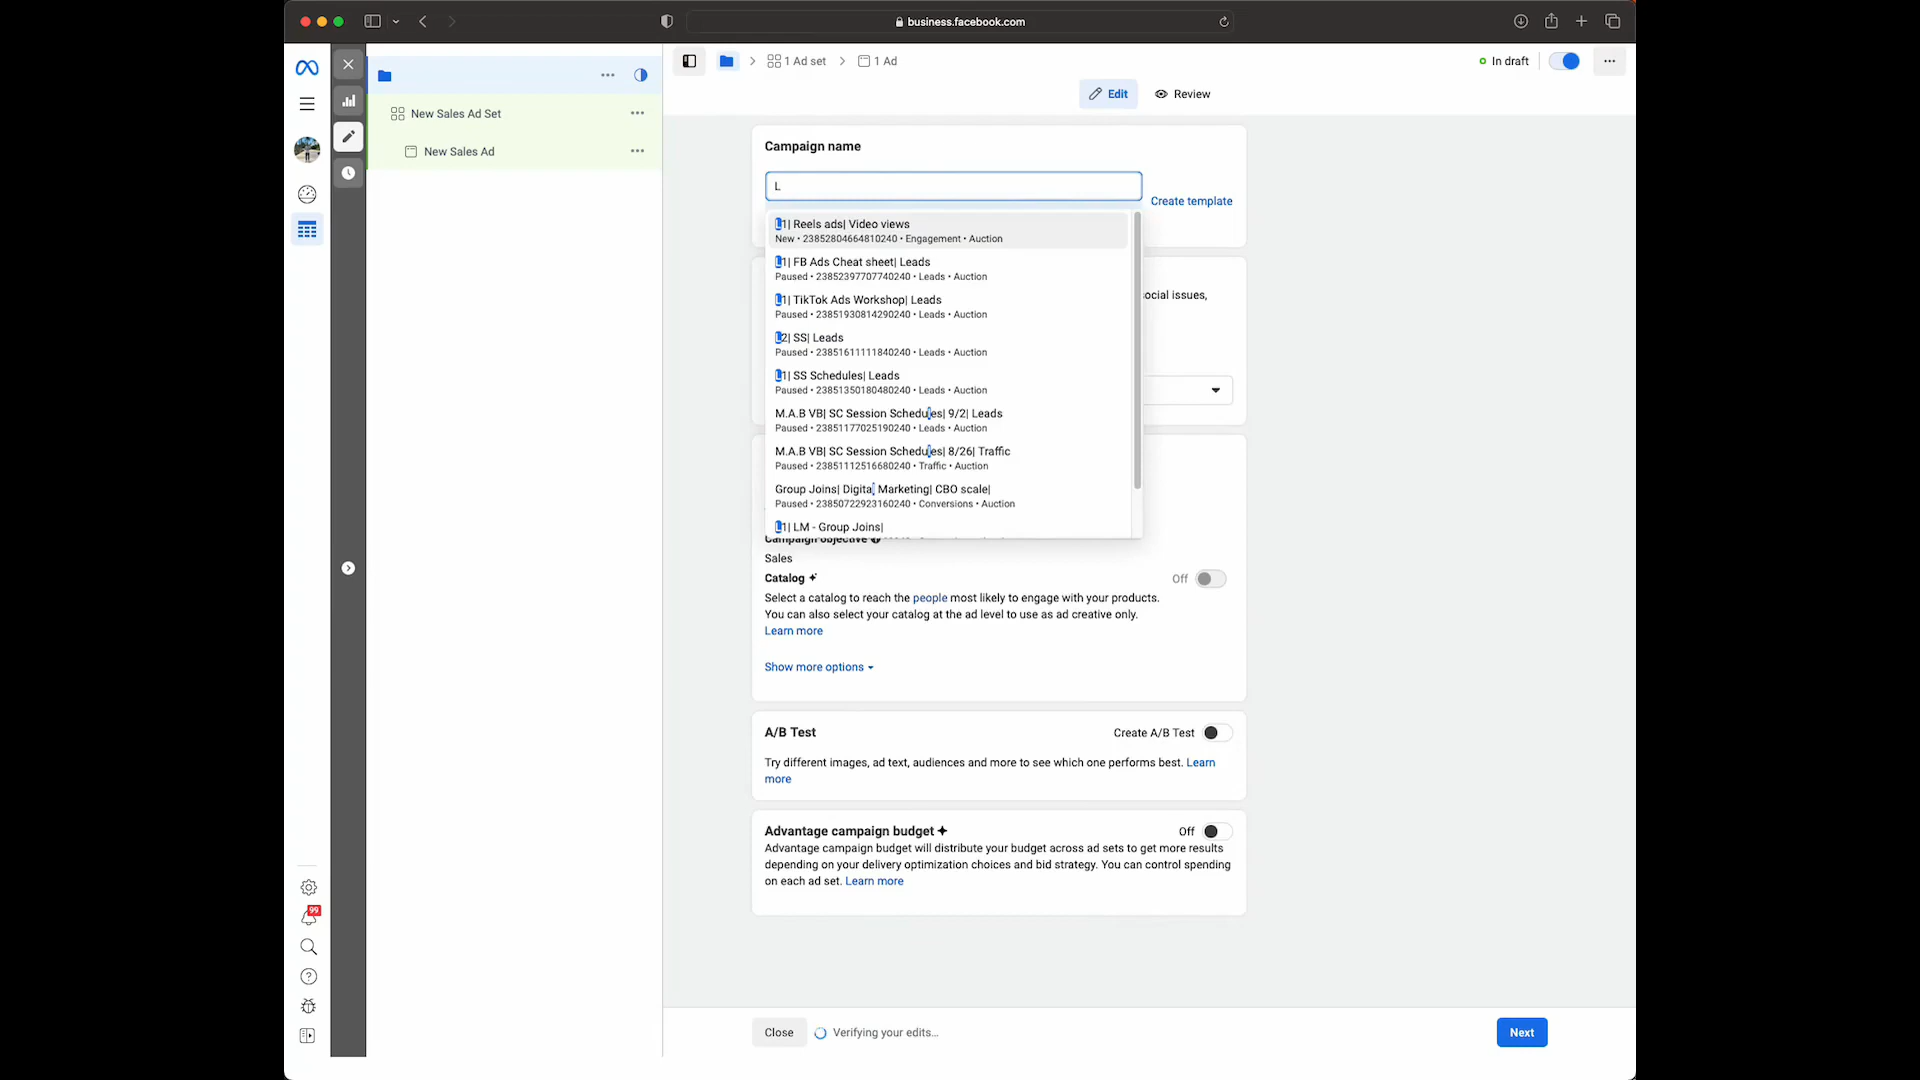 business.facebook.com
1 Ad set
1 Ad
In draft
New Sales Ad Set
New Sales Ad
Edit
Review
Campaign name
L
Create template
L1| Reels ads| Video views
New • 23852804664810240 • Engagement • Auction
L1| FB Ads Cheat sheet| Leads
Paused • 23852397707740240 • Leads • Auction
L1| TikTok Ads Workshop| Leads
Paused • 23851930814290240 • Leads • Auction
ocial issues,
L2| SS| Leads
Paused • 23851611111840240 • Leads • Auction
L1| SS Schedules| Leads
Paused • 23851350180480240 • Leads • Auction
M.A.B VB| SC Session Schedules| 9/2| Leads
Paused • 23851177025190240 • Leads • Auction
M.A.B VB| SC Session Schedules| 8/26| Traffic
Paused • 23851112516680240 • Traffic • Auction
Group Joins| Digital Marketing| CBO scale|
Paused • 23850722923160240 • Conversions • Auction
L1| LM - Group Joins|
Campaign objective
Sales
Catalog
Off
Select a catalog to reach the people most likely to engage with your products.
You can also select your catalog at the ad level to use as ad creative only.
Learn more
Show more options
A/B Test
Create A/B Test
Try different images, ad text, audiences and more to see which one performs best. Learn
more
Advantage campaign budget
Off
Advantage campaign budget will distribute your budget across ad sets to get more results
depending on your delivery optimization choices and bid strategy. You can control spending
on each ad set. Learn more
99
Close
Verifying your edits...
Next